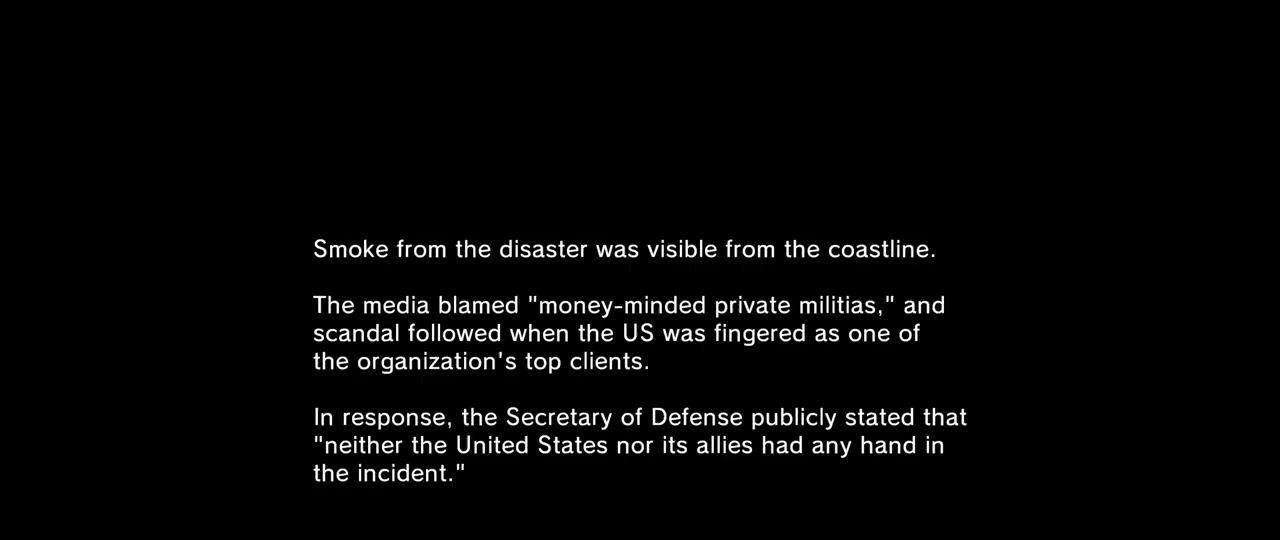 Smoke from the disaster was visible from the coastline.
The media blamed "money-minded private militias," and
scandal followed when the US was fingered as one of
the organization's top clients.
In response, the Secretary of Defense publicly stated that
"neither the United States nor its allies had any hand in
the incident."